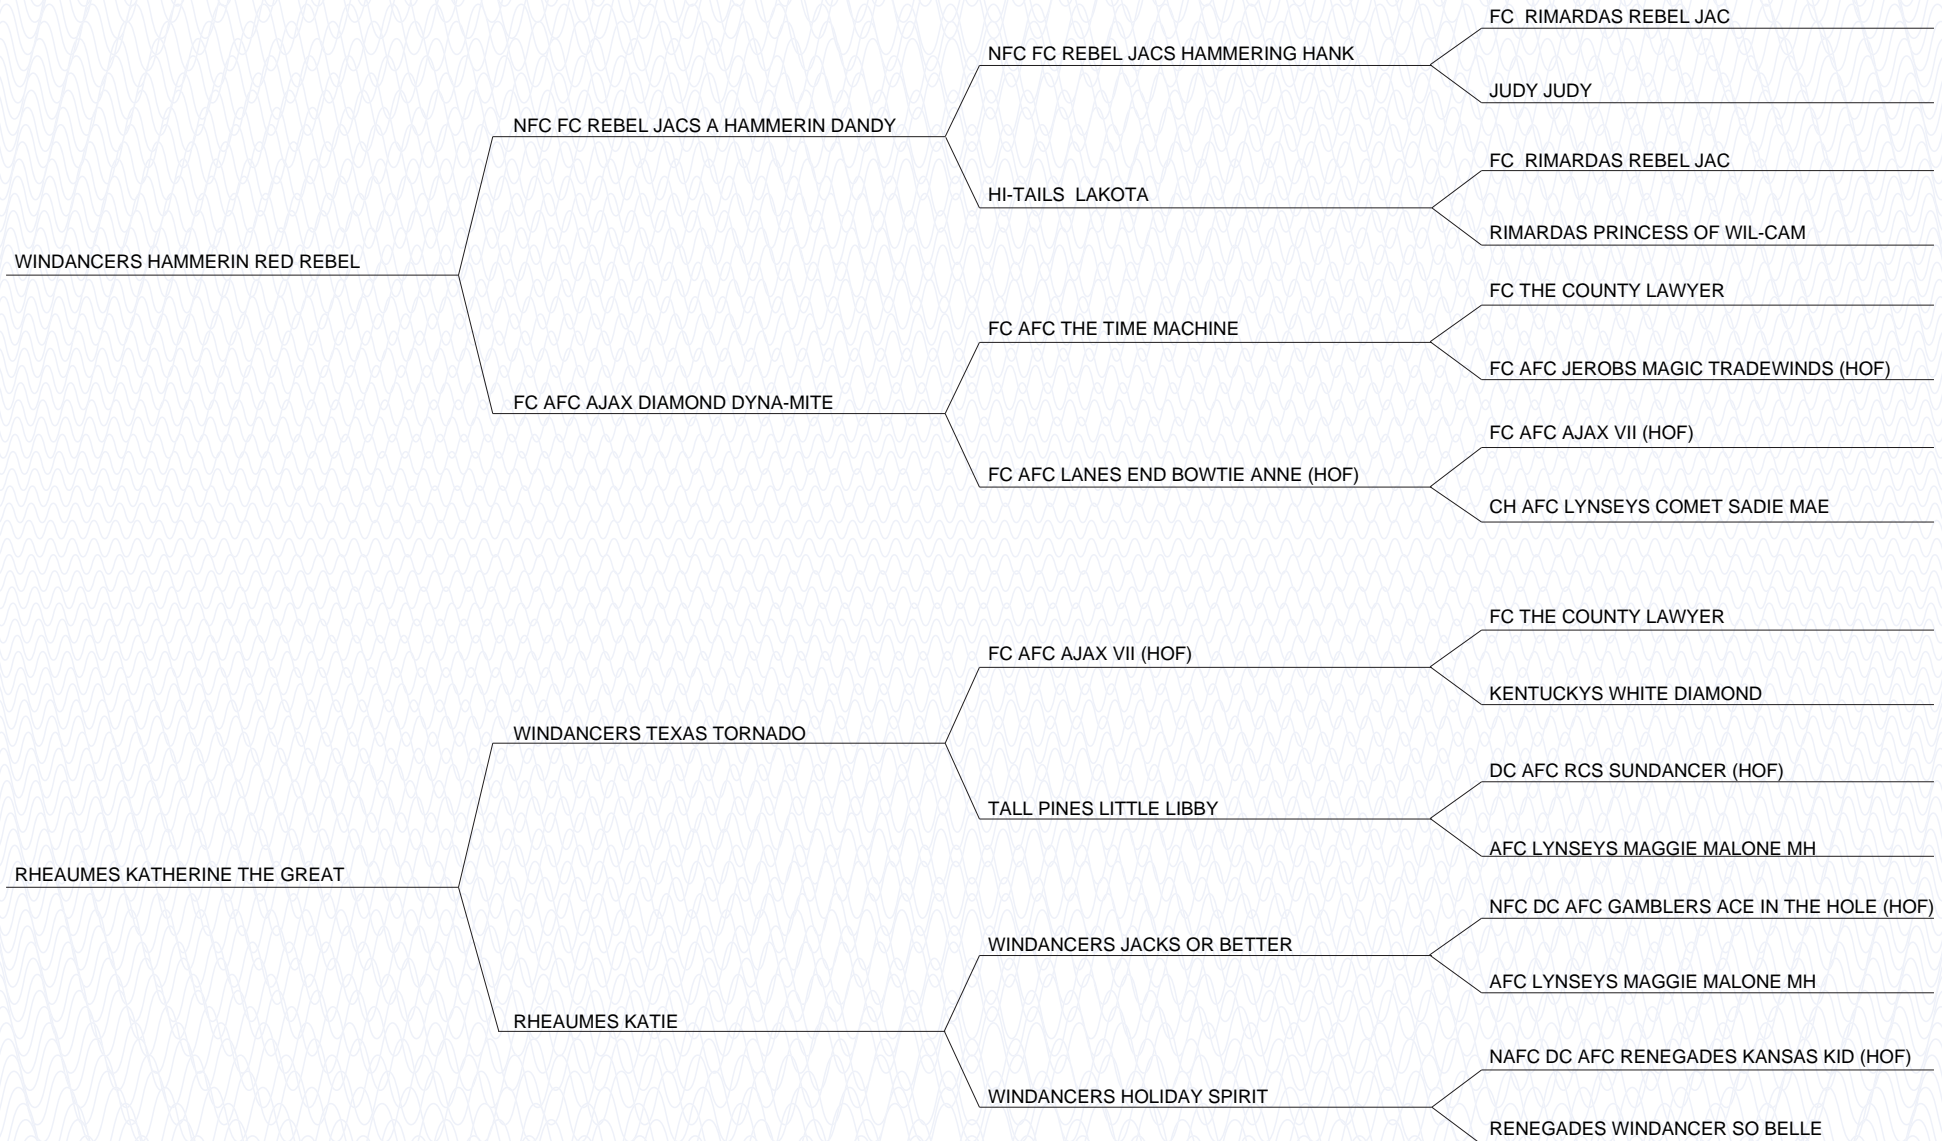 FC  RIMARDAS REBEL JAC
NFC FC REBEL JACS HAMMERING HANK
JUDY JUDY
NFC FC REBEL JACS A HAMMERIN DANDY
FC  RIMARDAS REBEL JAC
HI-TAILS  LAKOTA
RIMARDAS PRINCESS OF WIL-CAM
WINDANCERS HAMMERIN RED REBEL
FC THE COUNTY LAWYER
FC AFC THE TIME MACHINE
FC AFC JEROBS MAGIC TRADEWINDS (HOF)
FC AFC AJAX DIAMOND DYNA-MITE
FC AFC AJAX VII (HOF)
FC AFC LANES END BOWTIE ANNE (HOF)
CH AFC LYNSEYS COMET SADIE MAE
FC THE COUNTY LAWYER
FC AFC AJAX VII (HOF)
KENTUCKYS WHITE DIAMOND
WINDANCERS TEXAS TORNADO
DC AFC RCS SUNDANCER (HOF)
TALL PINES LITTLE LIBBY
AFC LYNSEYS MAGGIE MALONE MH
RHEAUMES KATHERINE THE GREAT
NFC DC AFC GAMBLERS ACE IN THE HOLE (HOF)
WINDANCERS JACKS OR BETTER
AFC LYNSEYS MAGGIE MALONE MH
RHEAUMES KATIE
NAFC DC AFC RENEGADES KANSAS KID (HOF)
WINDANCERS HOLIDAY SPIRIT
RENEGADES WINDANCER SO BELLE